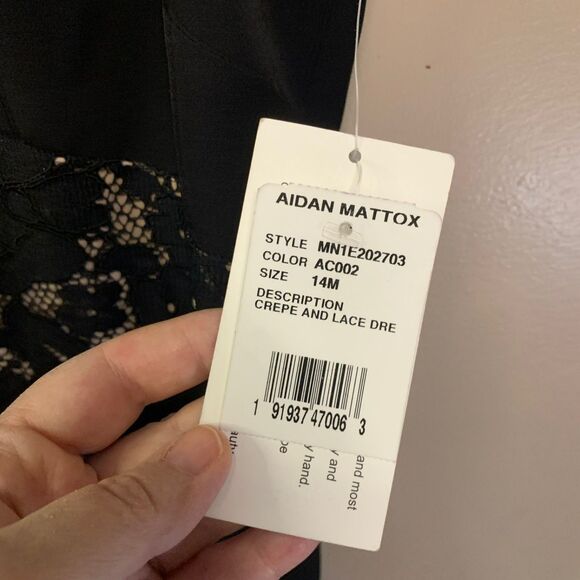 AIDAN MATTOX
STYLE MN1E202703
COLOR AC002
SIZE 14M
DESCRIPTION
CREPE AND LACE DRE
1 91937 47006 3
and most
y and
y hand.